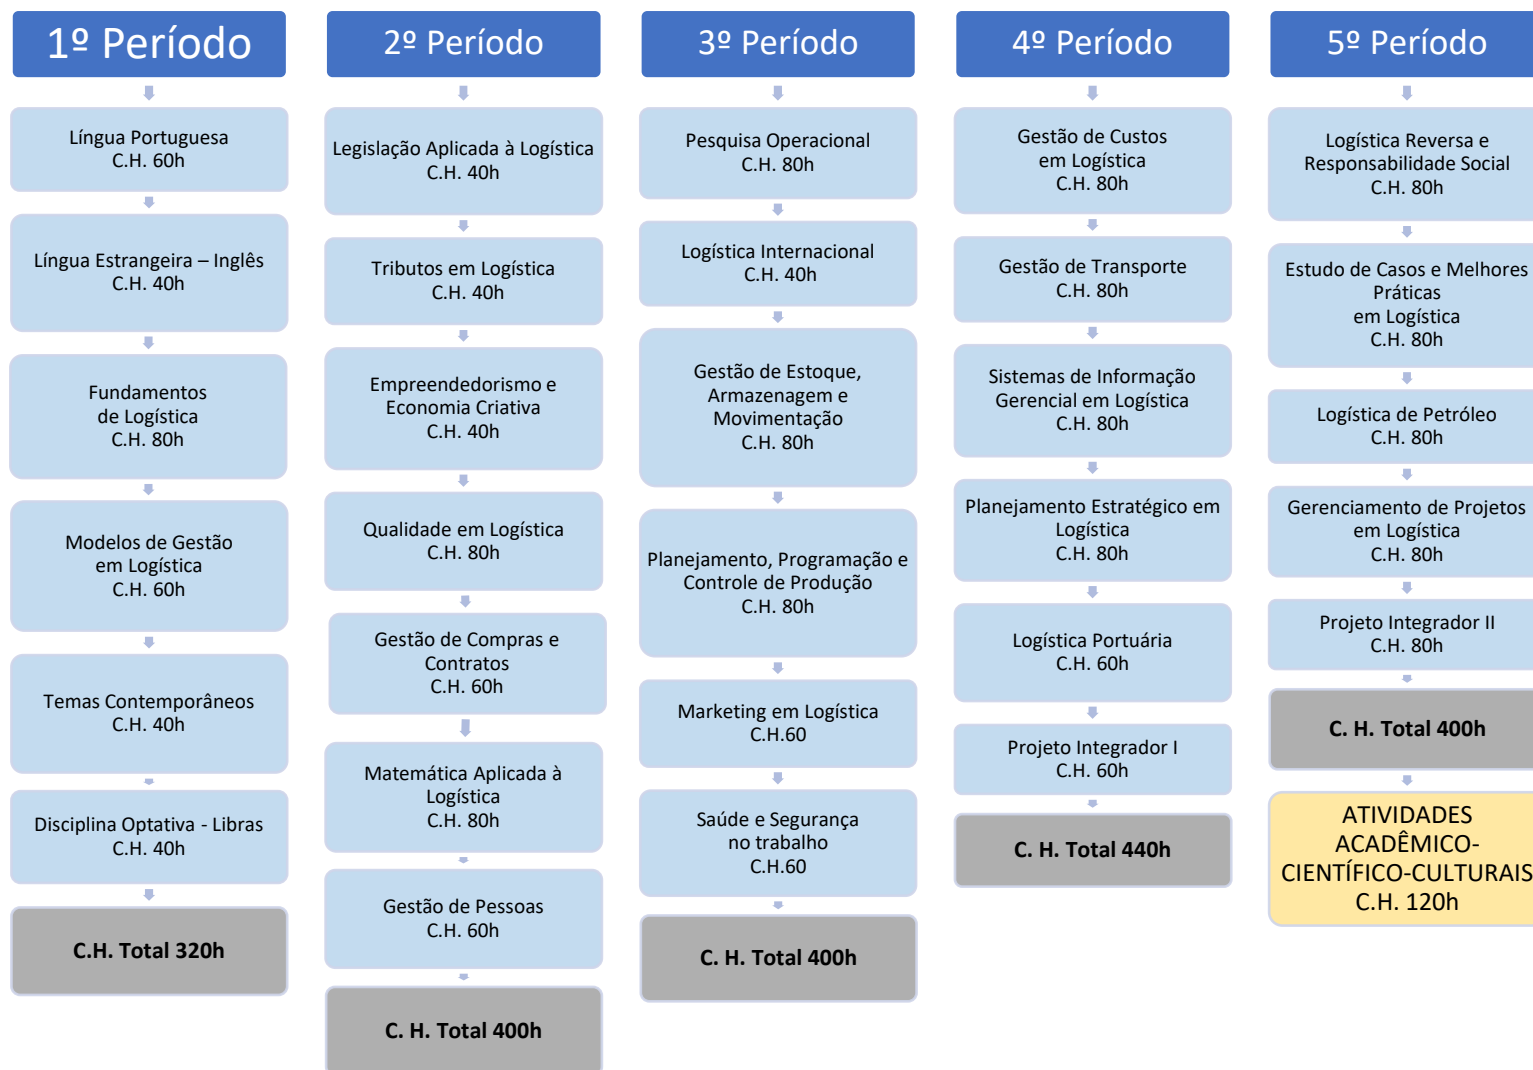 1º Período
Língua Portuguesa
C.H. 60h
Língua Estrangeira – Inglês
C.H. 40h
Fundamentos
de Logística
C.H. 80h
Modelos de Gestão
em Logística
C.H. 60h
Temas Contemporâneos
C.H. 40h
Disciplina Optativa - Libras
C.H. 40h
C.H. Total 320h
2º Período
Legislação Aplicada à Logística
C.H. 40h
Tributos em Logística
C.H. 40h
Empreendedorismo e
Economia Criativa
C.H. 40h
Qualidade em Logística
C.H. 80h
Gestão de Compras e
Contratos
C.H. 60h
Matemática Aplicada à
Logística
C.H. 80h
Gestão de Pessoas
C.H. 60h
C. H. Total 400h
3º Período
Pesquisa Operacional
C.H. 80h
Logística Internacional
C.H. 40h
Gestão de Estoque,
Armazenagem e
Movimentação
C.H. 80h
Planejamento, Programação e
Controle de Produção
C.H. 80h
Marketing em Logística
C.H.60
Saúde e Segurança
no trabalho
C.H.60
C. H. Total 400h
4º Período
Gestão de Custos
em Logística
C.H. 80h
Gestão de Transporte
C.H. 80h
Sistemas de Informação
Gerencial em Logística
C.H. 80h
Planejamento Estratégico em
Logística
C.H. 80h
Logística Portuária
C.H. 60h
Projeto Integrador I
C.H. 60h
C. H. Total 440h
5º Período
Logística Reversa e
Responsabilidade Social
C.H. 80h
Estudo de Casos e Melhores
Práticas
em Logística
C.H. 80h
Logística de Petróleo
C.H. 80h
Gerenciamento de Projetos
em Logística
C.H. 80h
Projeto Integrador II
C.H. 80h
C. H. Total 400h
ATIVIDADES
ACADÊMICO-
CIENTÍFICO-CULTURAIS
C.H. 120h